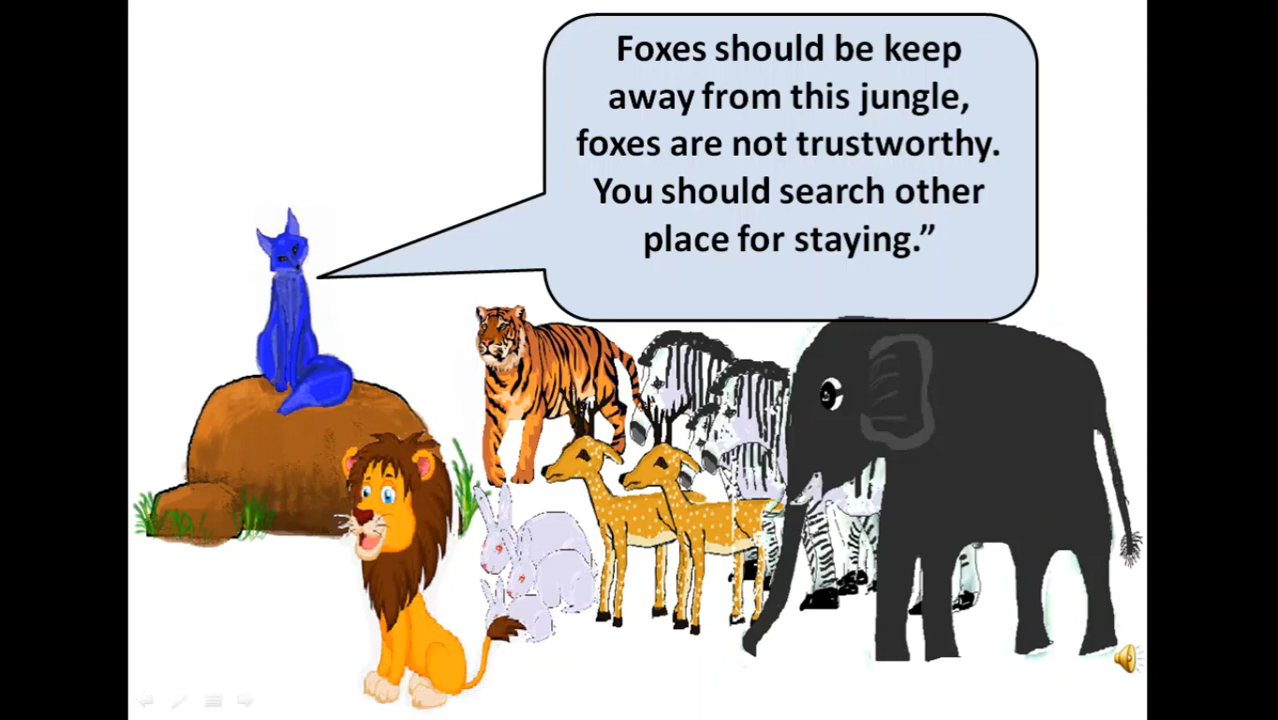 Foxes should be keep
away from this jungle,
foxes are not trustworthy.
You should search other
place for staying.”